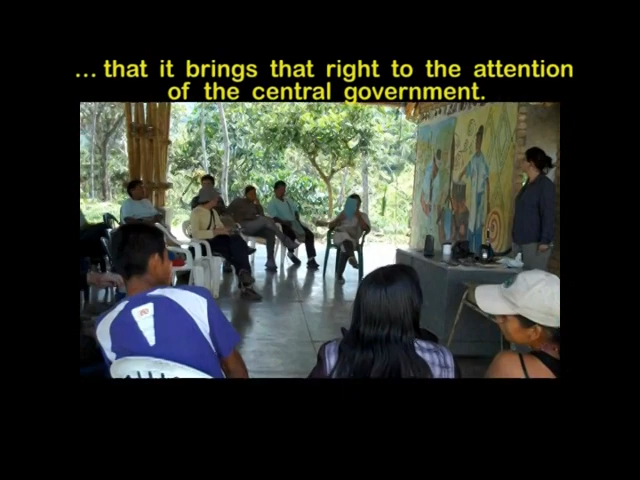 ... that it brings that right to the attention
of the central government.